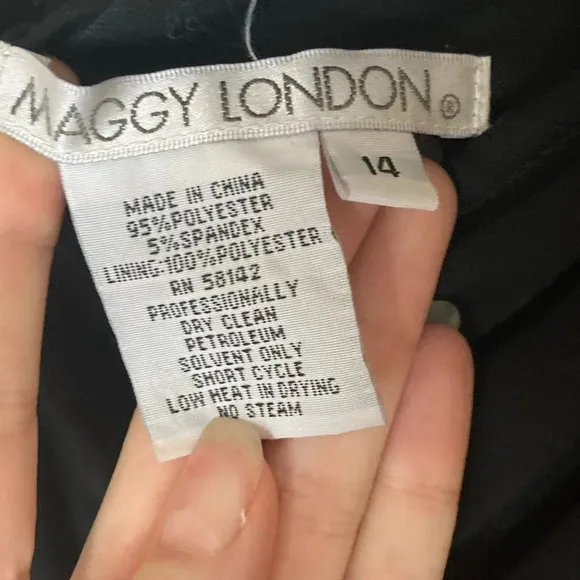 MAGGY LONDON®
14
MADE IN CHINA
95%POLYESTER
5%SPANDEX
LINING-100%POLYESTER
RN 58142
PROFESSIONALLY
DRY CLEAN
PETROLEUM
SOLVENT ONLY
SHORT CYCLE
LOW HEAT IN DRYING
NO STEAM